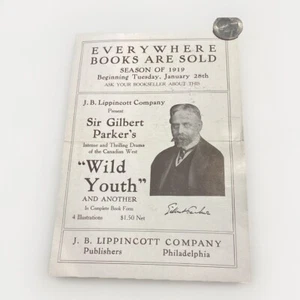 EVERYWHERE
BOOKS ARE SOLD
SEASON OF 1919
Beginning Tuesday, January 28th
ASK YOUR BOOKSELLER ABOUT THIS
J. B. Lippincott Company
Present
Sir Gilbert
Parker's
Intense and Thrilling Drama
of the Canadian West
"Wild
Youth"
AND ANOTHER
In Complete Book Form
4 Illustrations $1.50 Net
Gilbert Parker
J. B. LIPPINCOTT COMPANY
Publishers Philadelphia